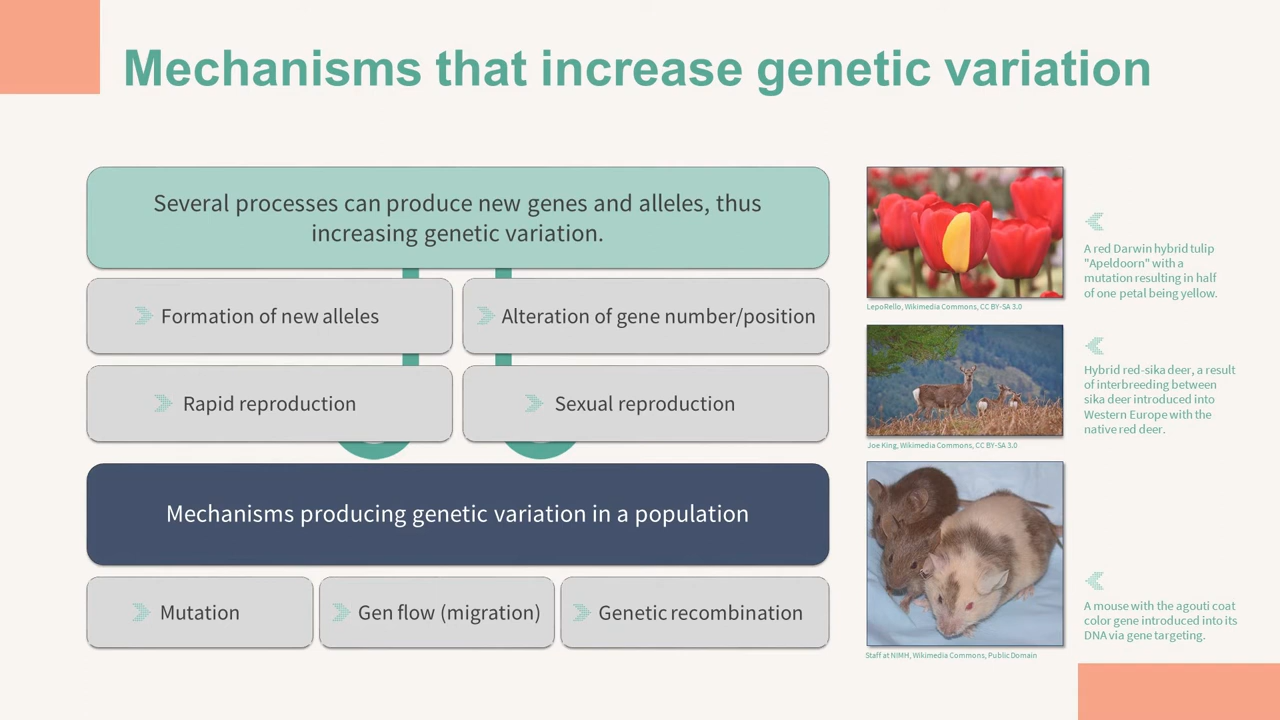 Mechanisms that increase genetic variation
Several processes can produce new genes and alleles, thus
increasing genetic variation.
Formation of new alleles
Alteration of gene number/position
Rapid reproduction
Sexual reproduction
Mechanisms producing genetic variation in a population
Mutation
Gen flow (migration)
Genetic recombination
A red Darwin hybrid tulip
"Apeldoorn" with a
mutation resulting in half
of one petal being yellow.
LepoRello, Wikimedia Commons, CC BY-SA 3.0
Hybrid red-sika deer, a result
of interbreeding between
sika deer introduced into
Western Europe with the
native red deer.
Joe King, Wikimedia Commons, CC BY-SA 3.0
A mouse with the agouti coat
color gene introduced into its
DNA via gene targeting.
Staff at NIMH, Wikimedia Commons, Public Domain